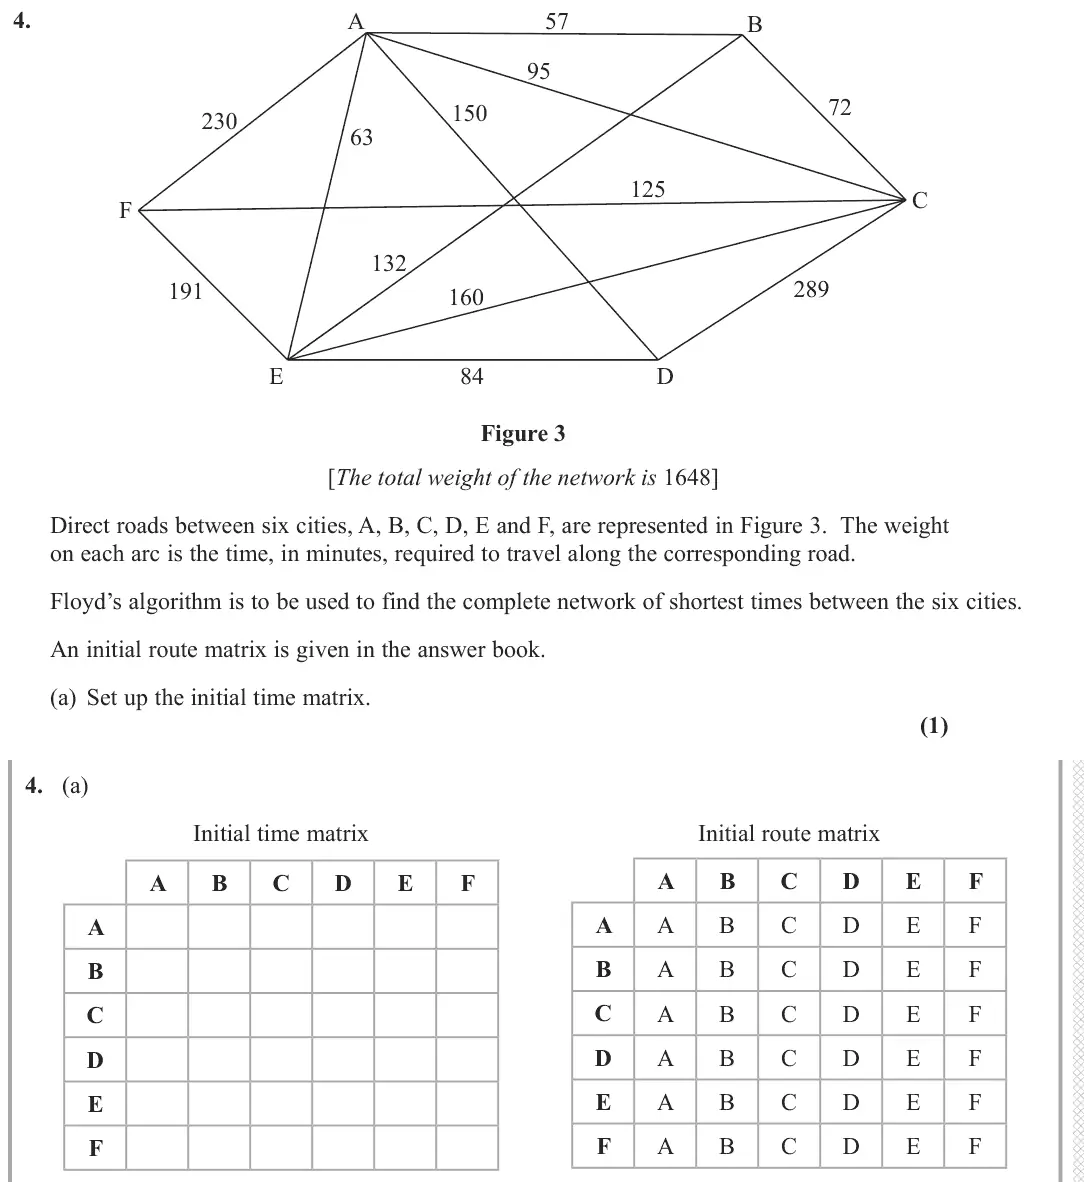 4.
A 57 B
95
230 150 72
63
F 125 C
132
191 160 289
E 84 D
Figure 3
[The total weight of the network is 1648]
Direct roads between six cities, A, B, C, D, E and F, are represented in Figure 3. The weight
on each arc is the time, in minutes, required to travel along the corresponding road.
Floyd’s algorithm is to be used to find the complete network of shortest times between the six cities.
An initial route matrix is given in the answer book.
(a) Set up the initial time matrix.
(1)
4. (a)
Initial time matrix
A B C D E F
A
B
C
D
E
F
Initial route matrix
A B C D E F
A A B C D E F
B A B C D E F
C A B C D E F
D A B C D E F
E A B C D E F
F A B C D E F